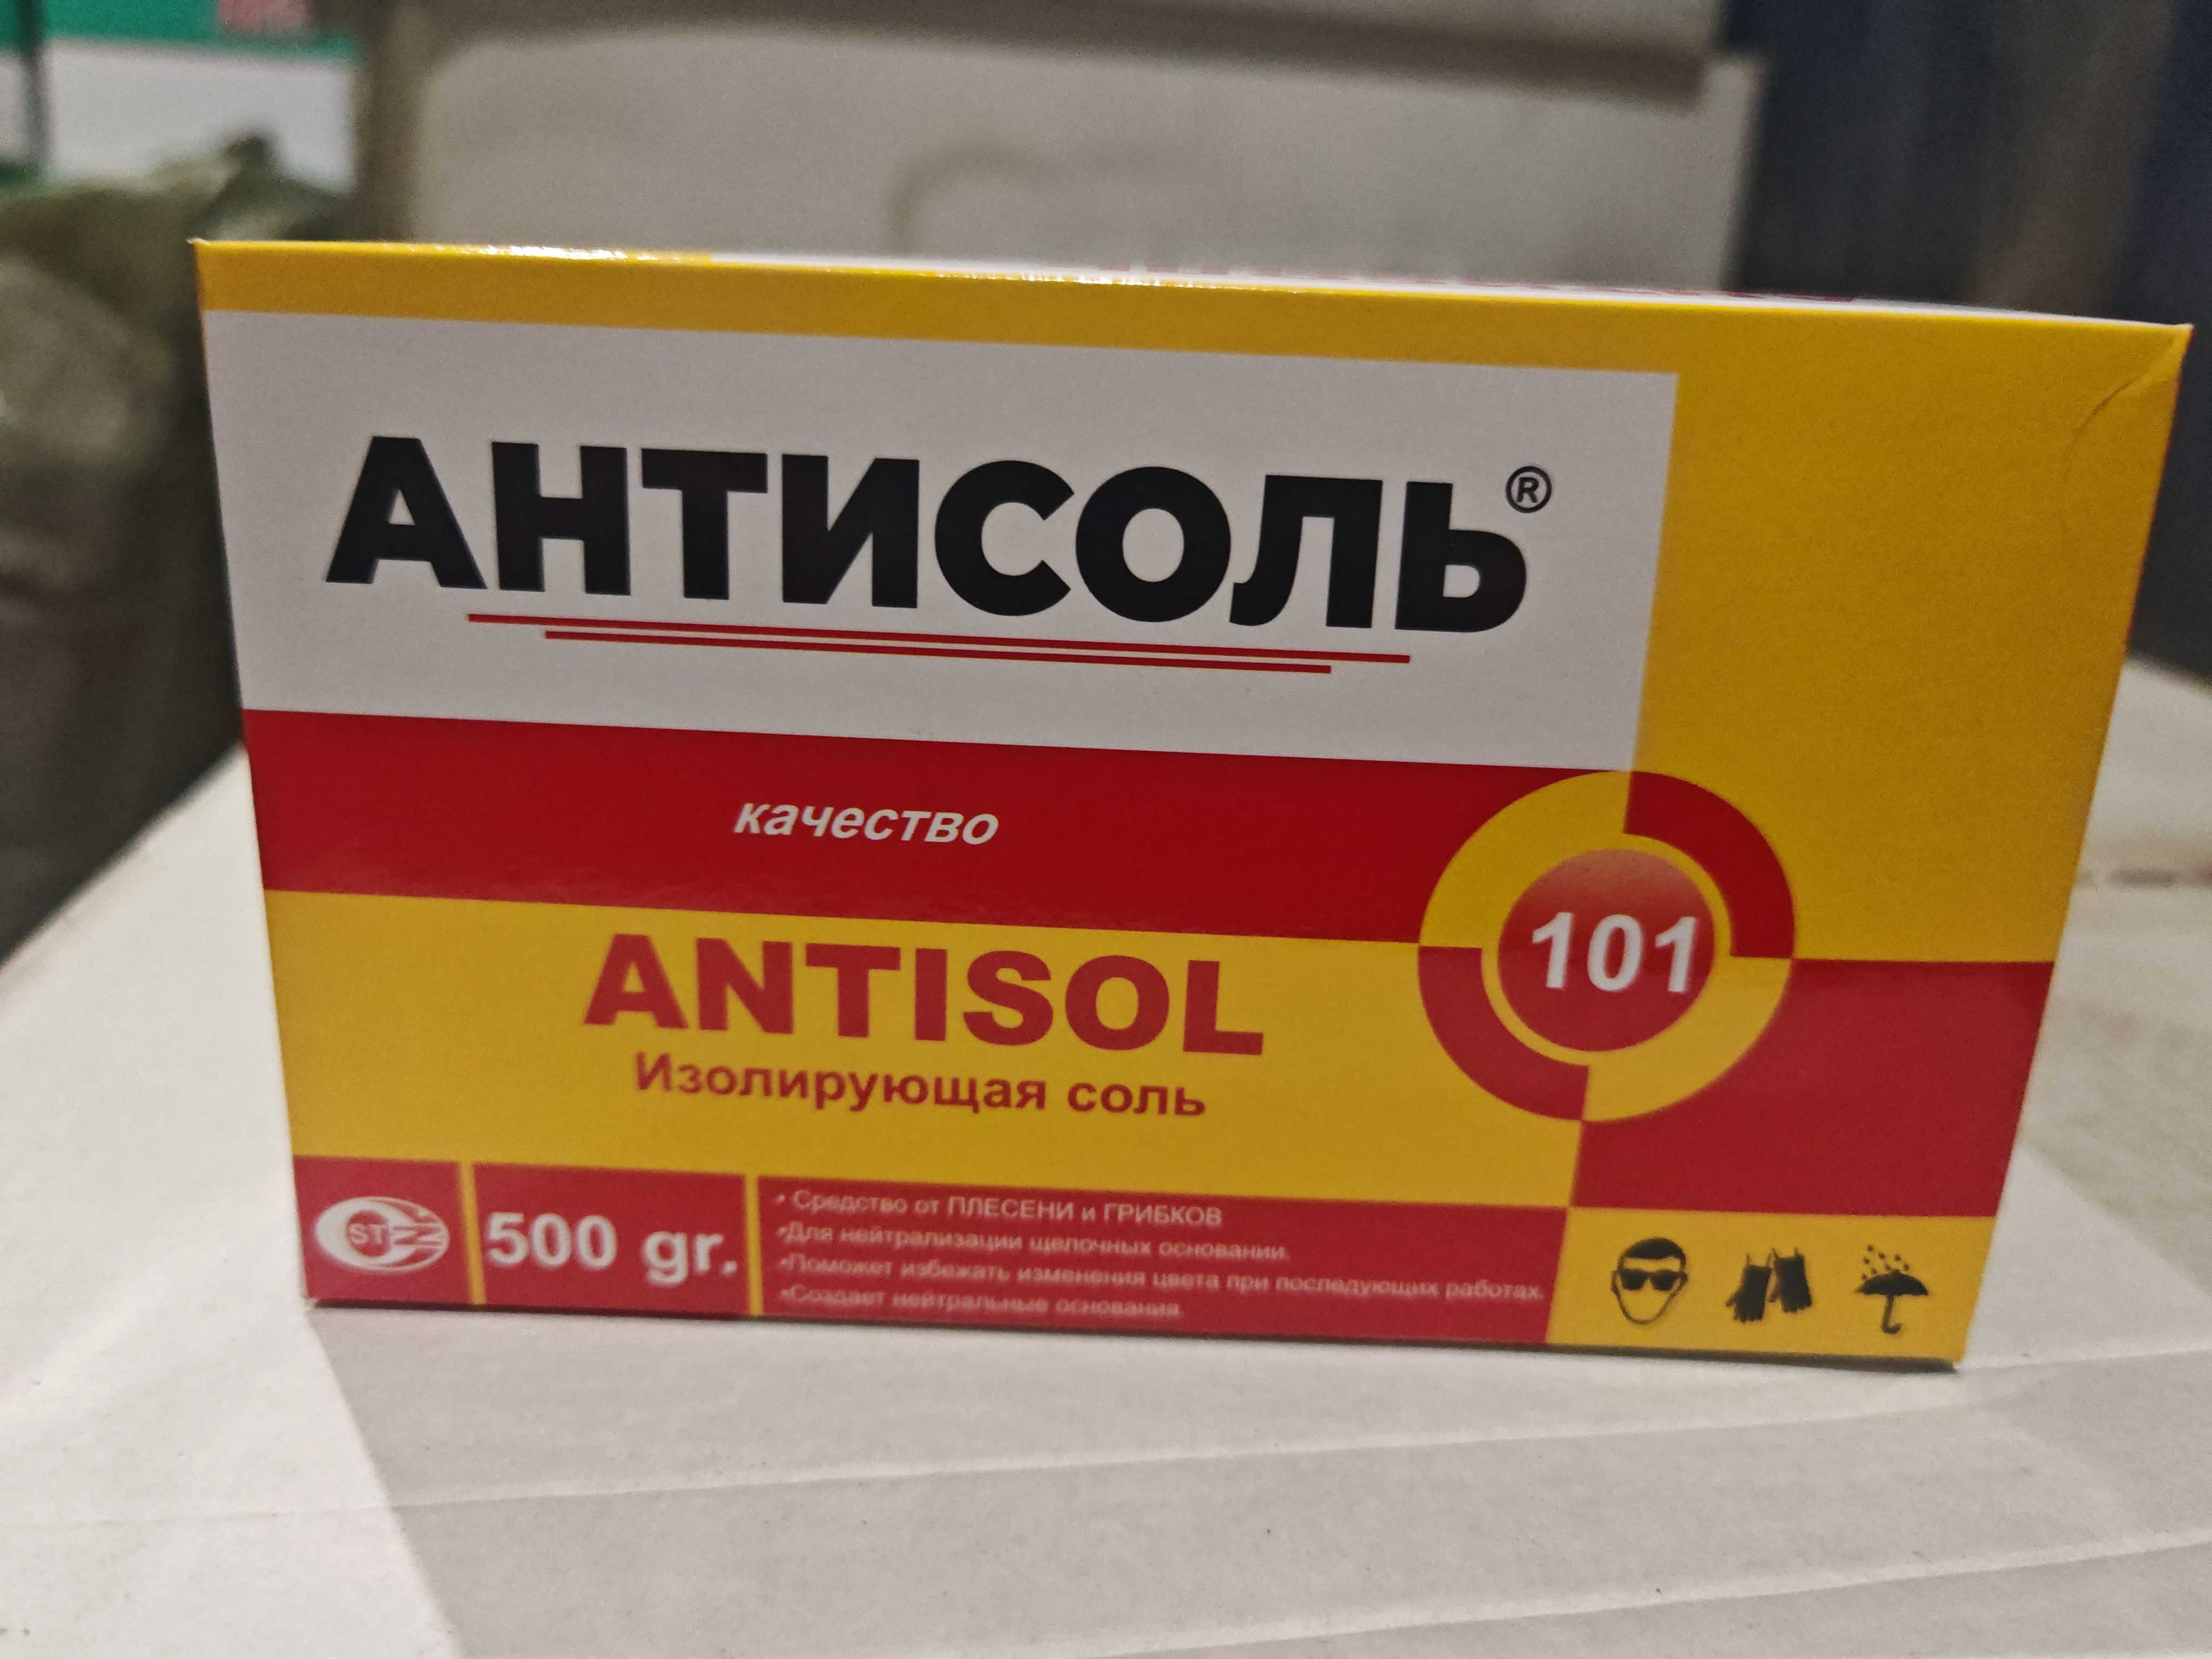 АНТИСОЛЬ®
качество
101
ANTISOL
Изолирующая соль
500 gr.
• Средство от ПЛЕСЕНИ и ГРИБКОВ
•Для нейтрализации щелочных основании.
•Поможет избежать изменения цвета при последующих работах.
•Создает нейтральные основания.